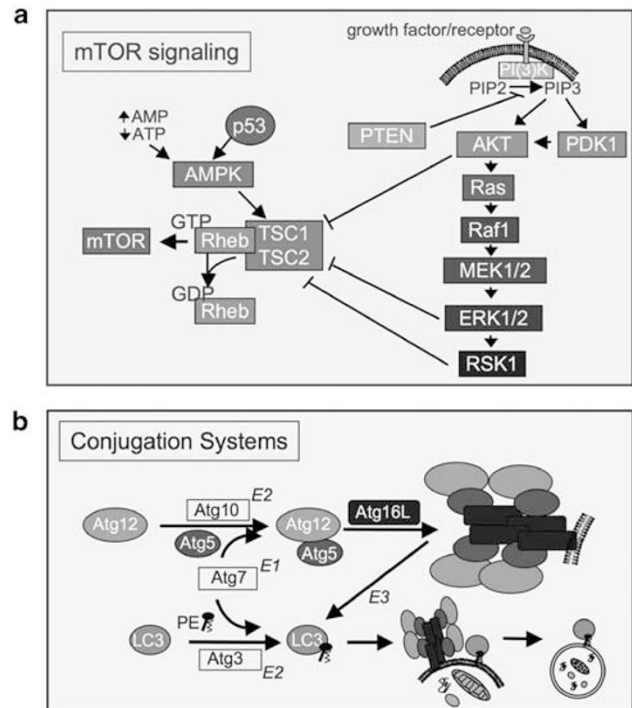 a
mTOR signaling
growth factor/receptor
PI(3)K
PIP2
PIP3
AMP
ATP
p53
PTEN
AKT
PDK1
AMPK
Ras
GTP
mTOR
Rheb
TSC1
TSC2
Raf1
MEK1/2
GDP
Rheb
ERK1/2
RSK1
b
Conjugation Systems
E2
Atg12
Atg10
Atg5
Atg12
Atg5
Atg16L
Atg7
E1
E3
PE
LC3
LC3
Atg3
E2